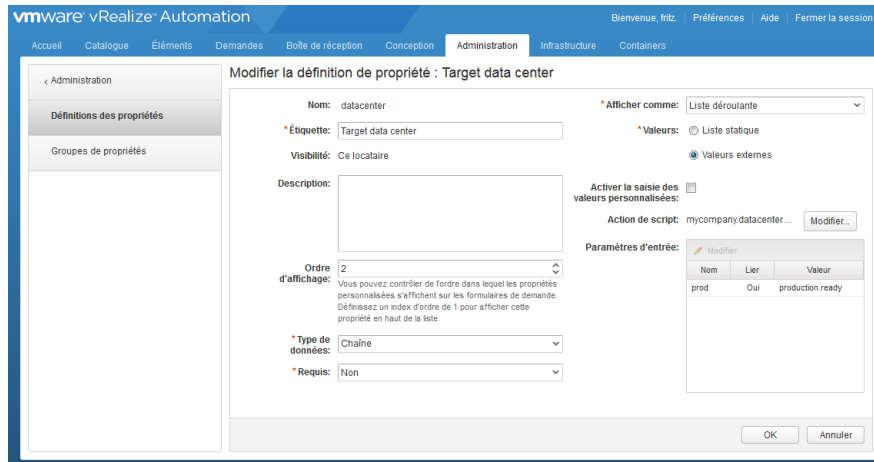 vmware vRealize Automation
Bienvenue, fritz. Préférences Aide Fermer la session
Accueil Catalogue Éléments Demandes Boîte de réception Conception Administration Infrastructure Containers
< Administration
Définitions des propriétés
Groupes de propriétés
Modifier la définition de propriété : Target data center
Nom: datacenter
*Étiquette: Target data center
Visibilité: Ce locataire
Description:
Ordre d'affichage: 2
Vous pouvez contrôler de l'ordre dans lequel les propriétés
personnalisées s'affichent sur les formulaires de demande.
Définissez un index d'ordre de 1 pour afficher cette
propriété en haut de la liste.
*Type de données: Chaîne
*Requis: Non
*Afficher comme: Liste déroulante
*Valeurs: Liste statique
Valeurs externes
Activer la saisie des
valeurs personnalisées:
Action de script: mycompany.datacenter... Modifier...
Paramètres d'entrée: Modifier
Nom Lier Valeur
prod Oui production.ready
OK Annuler